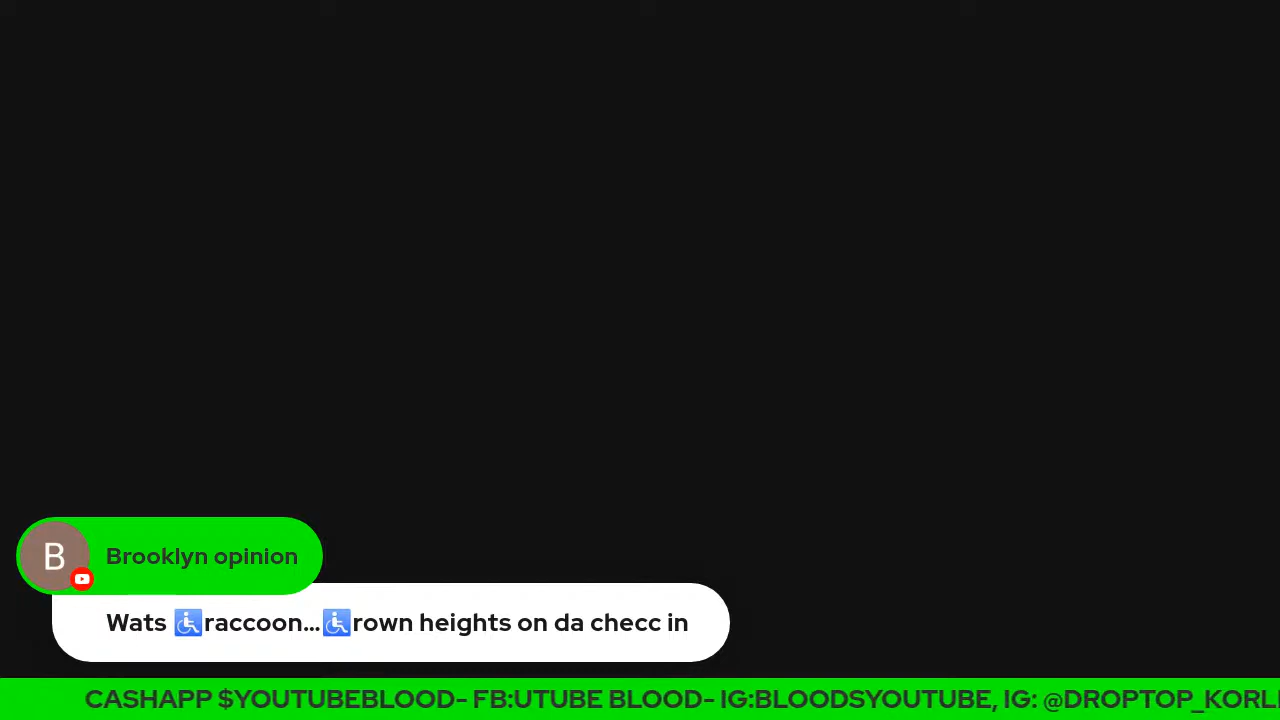 B
Brooklyn opinion
Wats ♿raccoon...♿rown heights on da checc in
CASHAPP $YOUTUBEBLOOD- FB:UTUBE BLOOD- IG:BLOODSYOUTUBE, IG: @DROPTOP_KORL